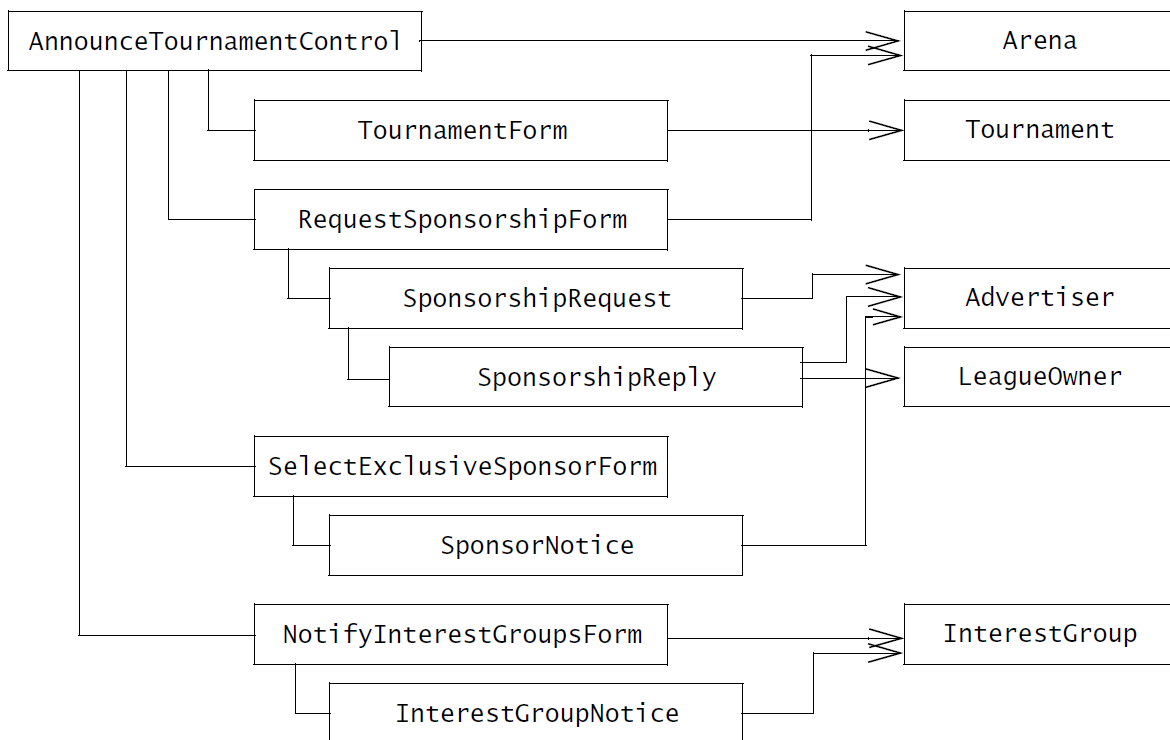 AnnounceTournamentControl
Arena
TournamentForm
Tournament
RequestSponsorshipForm
SponsorshipRequest
Advertiser
SponsorshipReply
LeagueOwner
SelectExclusiveSponsorForm
SponsorNotice
NotifyInterestGroupsForm
InterestGroup
InterestGroupNotice